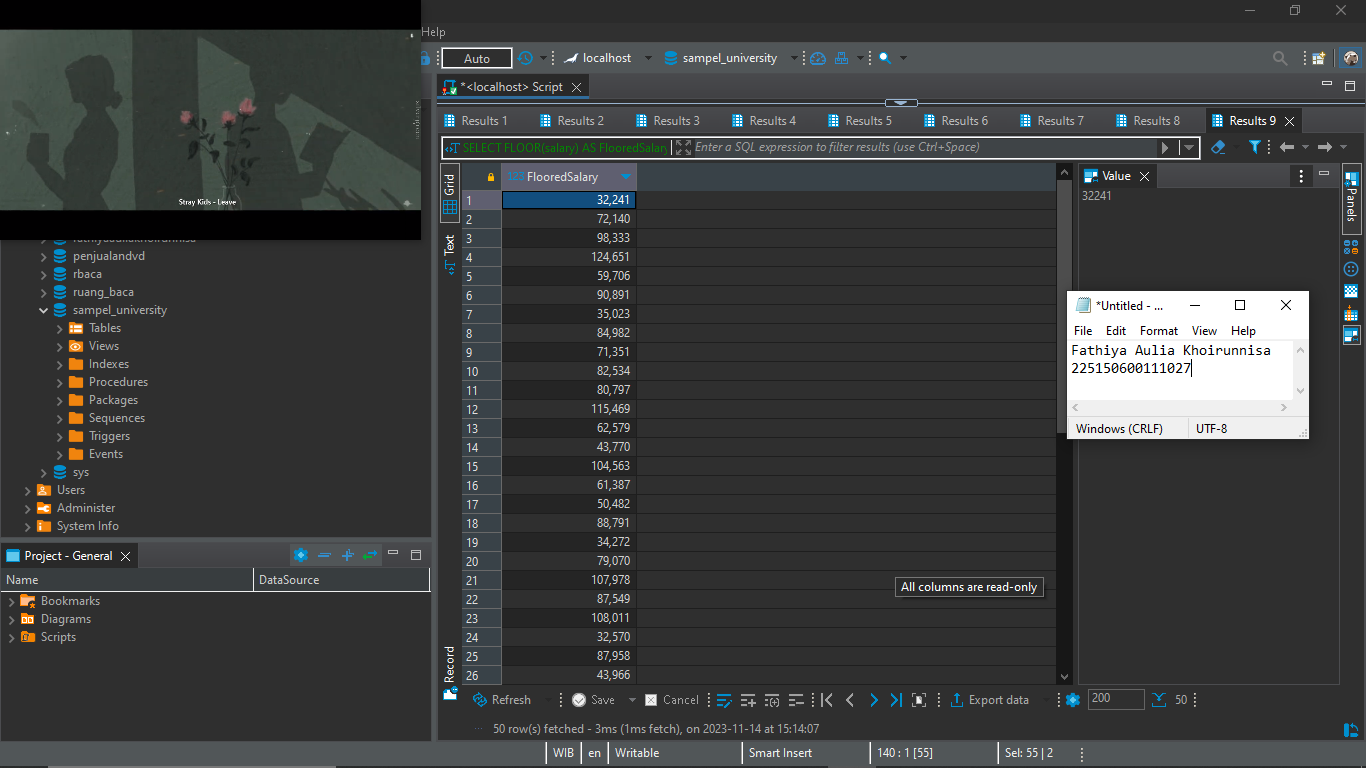 Help
Stray Kids - Leave
Auto
localhost
sampel_university
*<localhost> Script
Results 1
Results 2
Results 3
Results 4
Results 5
Results 6
Results 7
Results 8
Results 9
SELECT FLOOR(salary) AS FlooredSalary
Enter a SQL expression to filter results (use Ctrl+Space)
Grid
Text
Record
123 FlooredSalary
1 32,241
2 72,140
3 98,333
4 124,651
5 59,706
6 90,891
7 35,023
8 84,982
9 71,351
10 82,534
11 80,797
12 115,469
13 62,579
14 43,770
15 104,563
16 61,387
17 50,482
18 88,791
19 34,272
20 79,070
21 107,978
22 87,549
23 108,011
24 32,570
25 87,958
26 43,966
Value
32241
Panels
penjualandvd
rbaca
ruang_baca
sampel_university
Tables
Views
Indexes
Procedures
Packages
Sequences
Triggers
Events
sys
Users
Administer
System Info
Project - General
Name
DataSource
Bookmarks
Diagrams
Scripts
*Untitled - ...
File Edit Format View Help
Fathiya Aulia Khoirunnisa
225150600111027
Windows (CRLF)
UTF-8
All columns are read-only
Refresh
Save
Cancel
Export data
200
50
50 row(s) fetched - 3ms (1ms fetch), on 2023-11-14 at 15:14:07
WIB
en
Writable
Smart Insert
140 : 1 [55]
Sel: 55 | 2